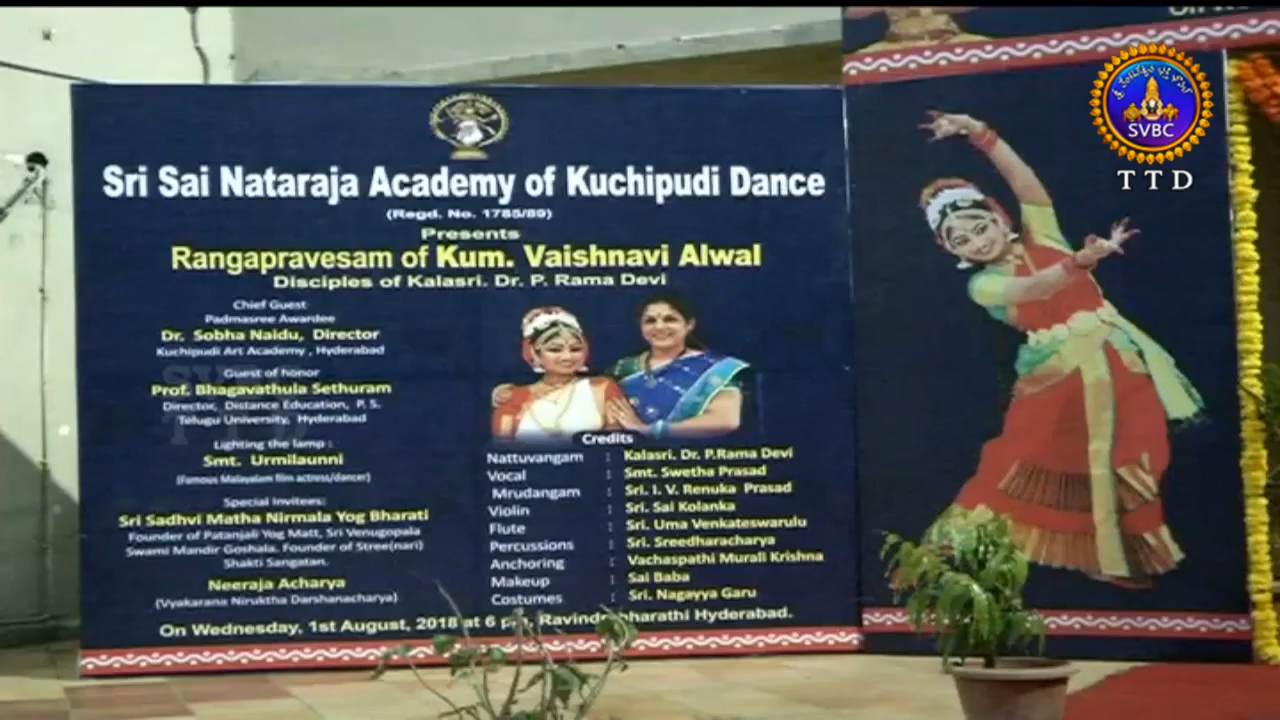 Sri Sai Nataraja Academy of Kuchipudi Dance
(Regd. No. 1785/89)
Presents
Rangapravesam of Kum. Vaishnavi Alwal
Disciples of Kalasri. Dr. P. Rama Devi
Chief Guest
Padmasree Awardee
Dr. Sobha Naidu, Director
Kuchipudi Art Academy , Hyderabad
Guest of honor
Prof. Bhagavathula Sethuram
Director, Distance Education, P. S.
Telugu University, Hyderabad
Lighting the lamp :
Smt. Urmilaunni
(Famous Malayalam film actress/dancer)
Special Invitees:
Sri Sadhvi Matha Nirmala Yog Bharati
Founder of Patanjali Yog Matt, Sri Venugopala
Swami Mandir Goshala. Founder of Stree(nari)
Shakti Sangatan.
Neeraja Acharya
(Vyakarana Niruktha Darshanacharya)
Credits
Nattuvangam : Kalasri. Dr. P.Rama Devi
Vocal : Smt. Swetha Prasad
Mrudangam : Sri. I. V. Renuka Prasad
Violin : Sri. Sai Kolanka
Flute : Sri. Uma Venkateswarulu
Percussions : Sri. Sreedharacharya
Anchoring : Vachaspathi Murali Krishna
Makeup : Sai Baba
Costumes : Sri. Nagayya Garu
On Wednesday, 1st August, 2018 at 6 pm, Ravindrabharathi Hyderabad.
SVBC
TTD